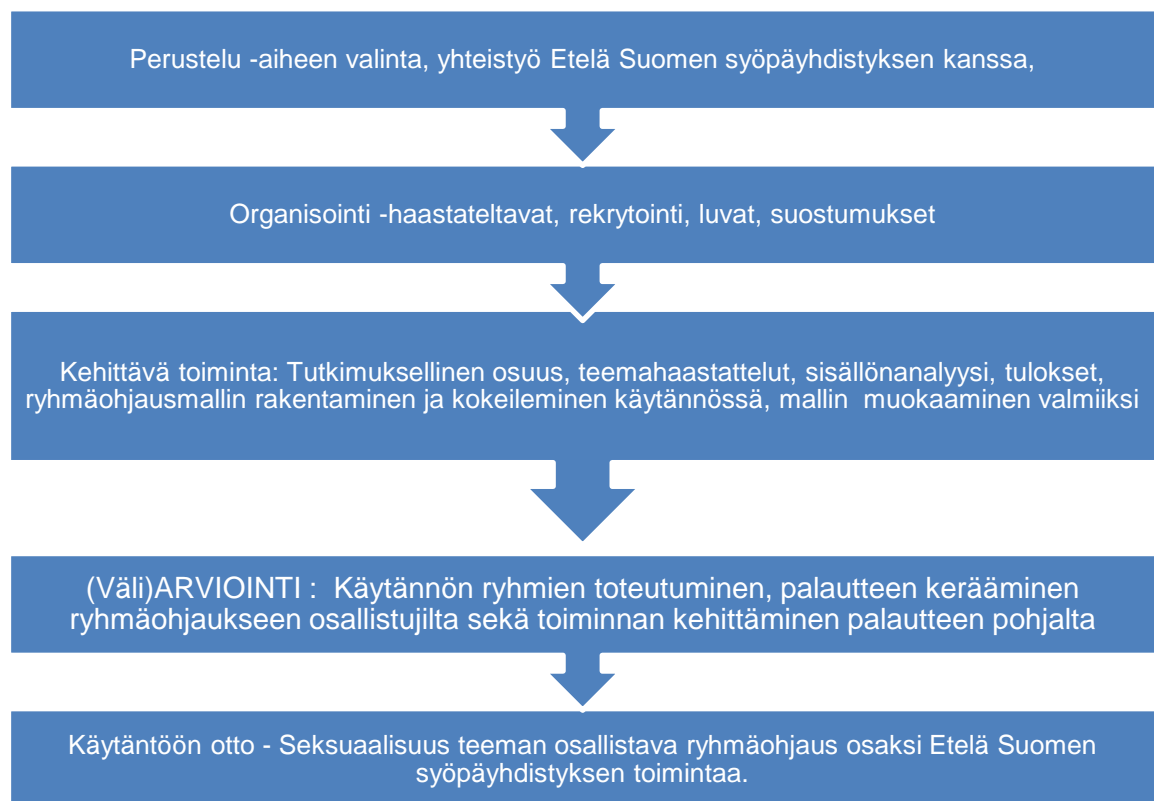 Perustelu -aiheen valinta, yhteistyö Etelä Suomen syöpäyhdistyksen kanssa,
Organisointi -haastateltavat, rekrytointi, luvat, suostumukset
Kehittävä toiminta: Tutkimuksellinen osuus, teemahaastattelut, sisällönanalyysi, tulokset,
ryhmäohjausmallin rakentaminen ja kokeileminen käytännössä, mallin muokaaminen valmiiksi
(Väli)ARVIOINTI : Käytännön ryhmien toteutuminen, palautteen kerääminen
ryhmäohjaukseen osallistujilta sekä toiminnan kehittäminen palautteen pohjalta
Käytäntöön otto - Seksuaalisuus teeman osallistava ryhmäohjaus osaksi Etelä Suomen
syöpäyhdistyksen toimintaa.